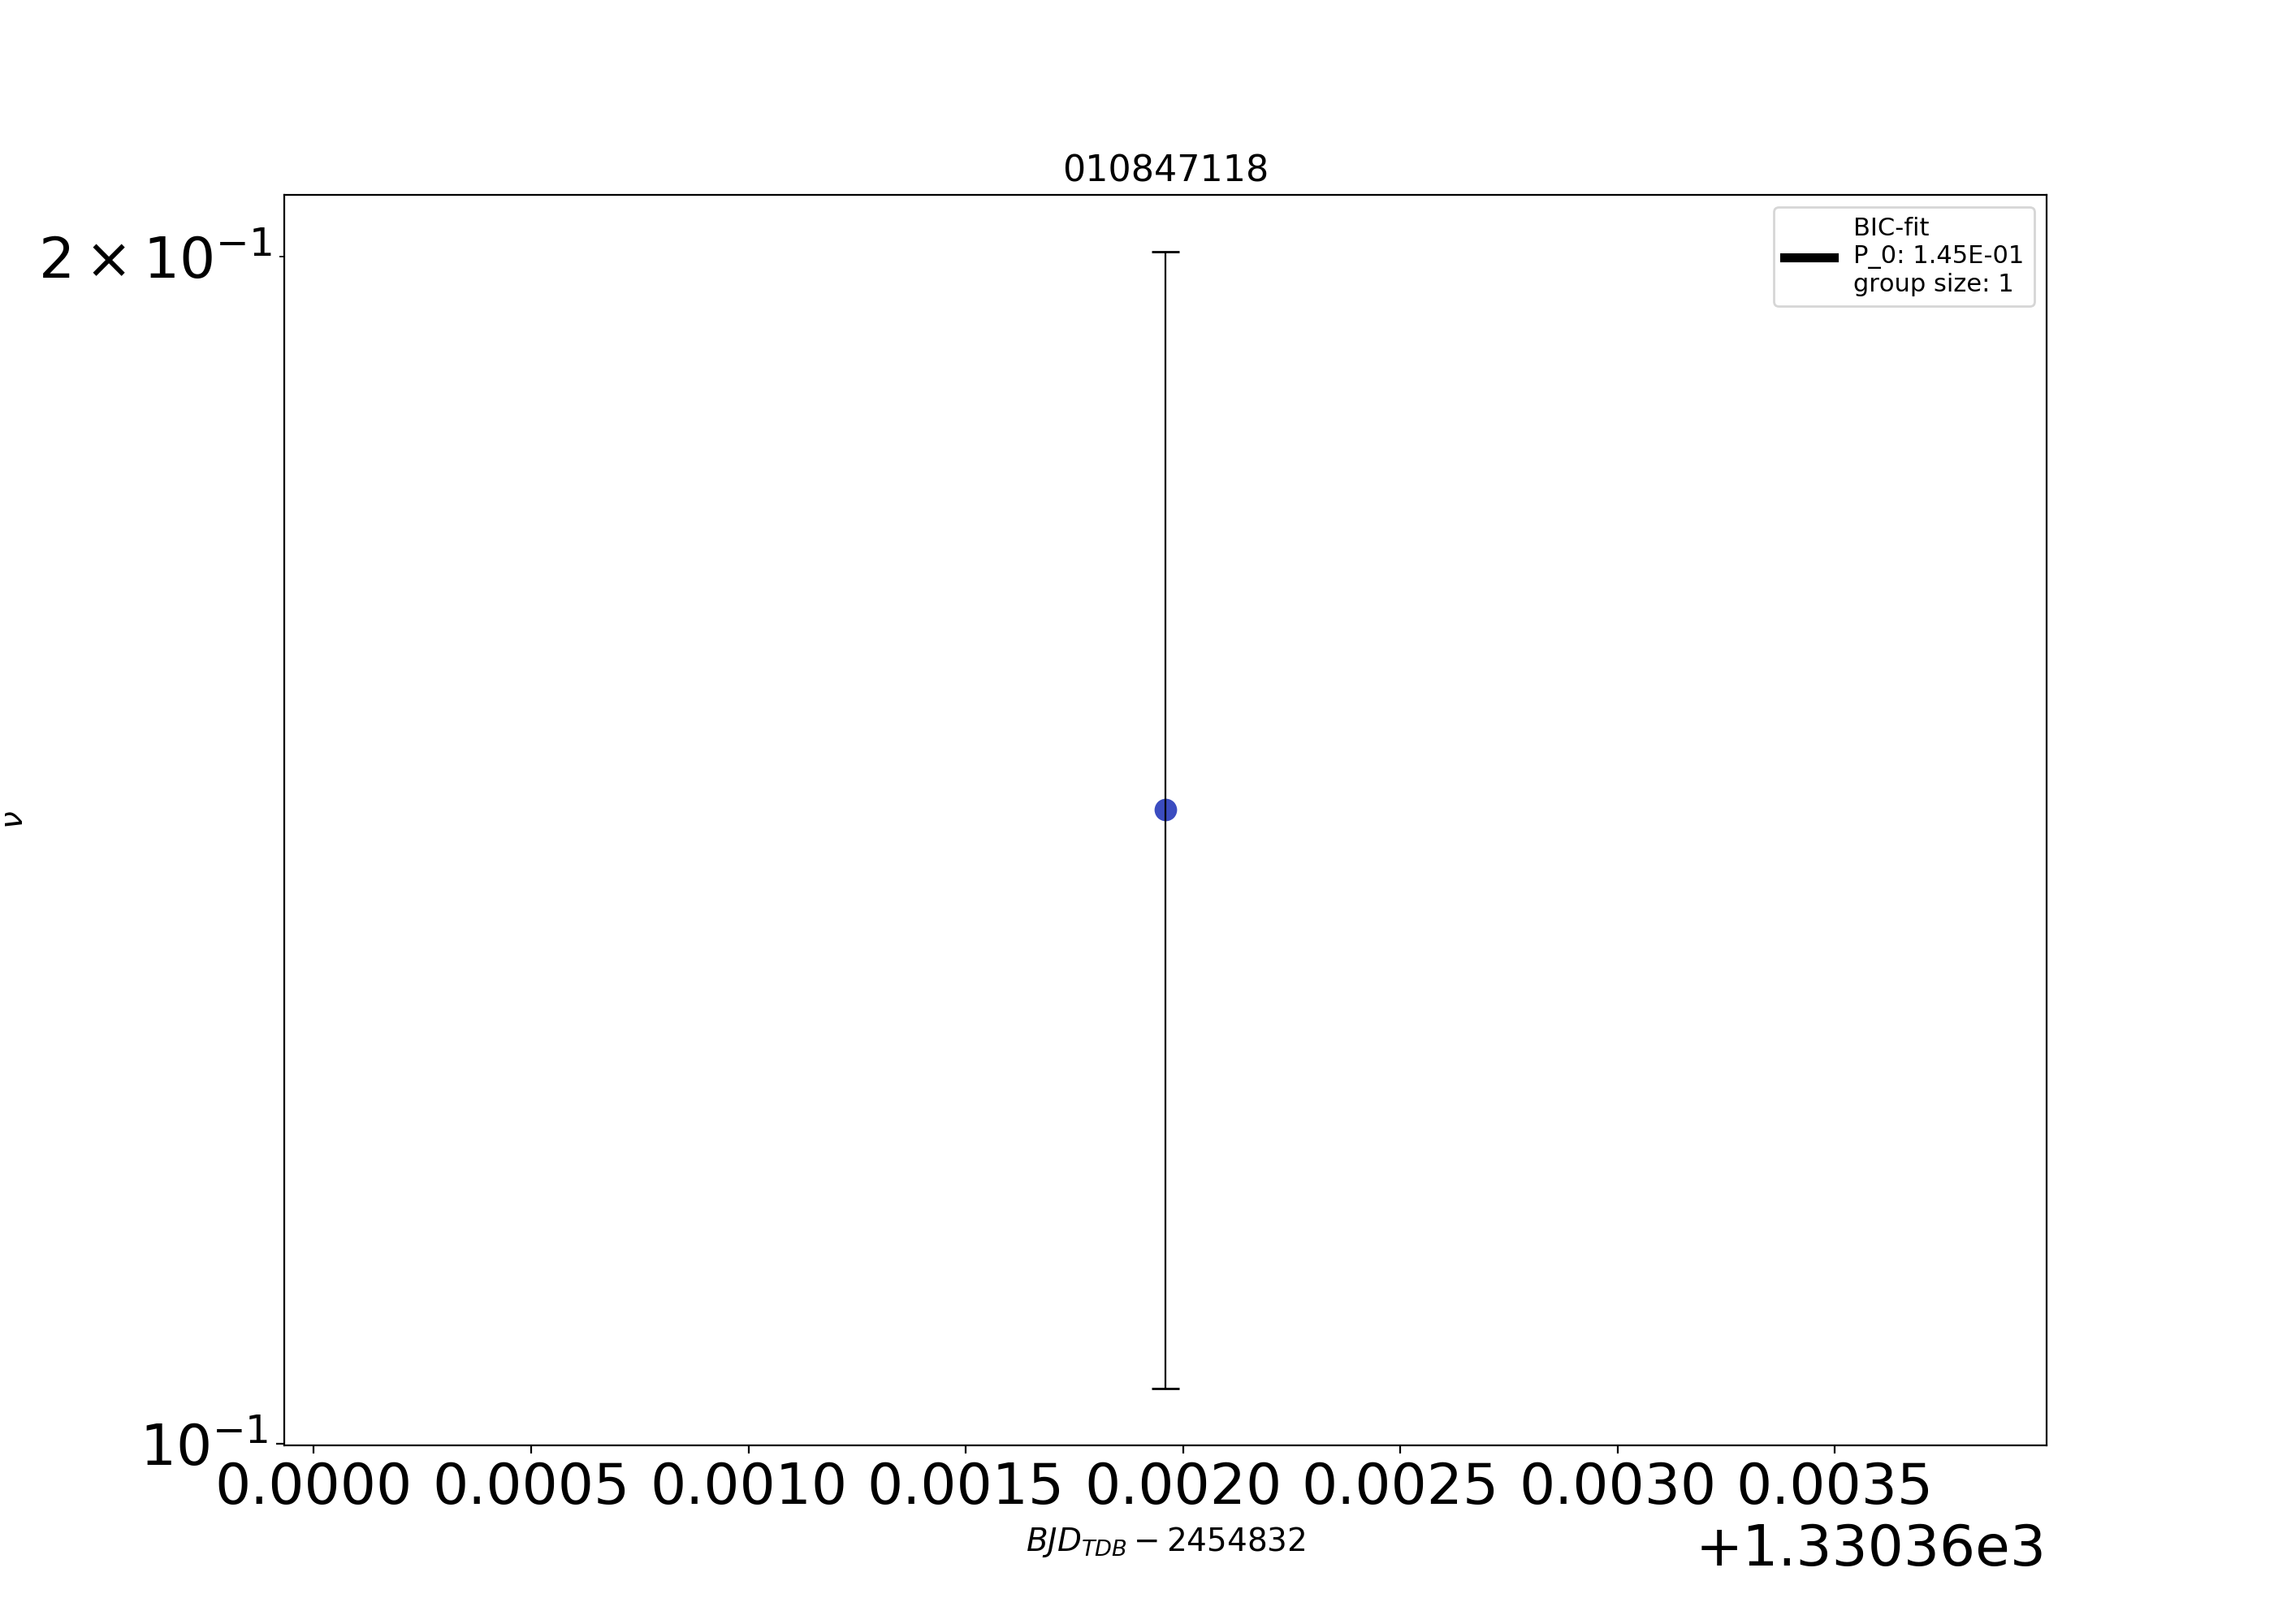 010847118
2 × 10⁻¹
BIC-fit
P_0: 1.45E-01
group size: 1
ν
10⁻¹
0.0000 0.0005 0.0010 0.0015 0.0020 0.0025 0.0030 0.0035
BJD_TDB − 2454832
+1.33036e3